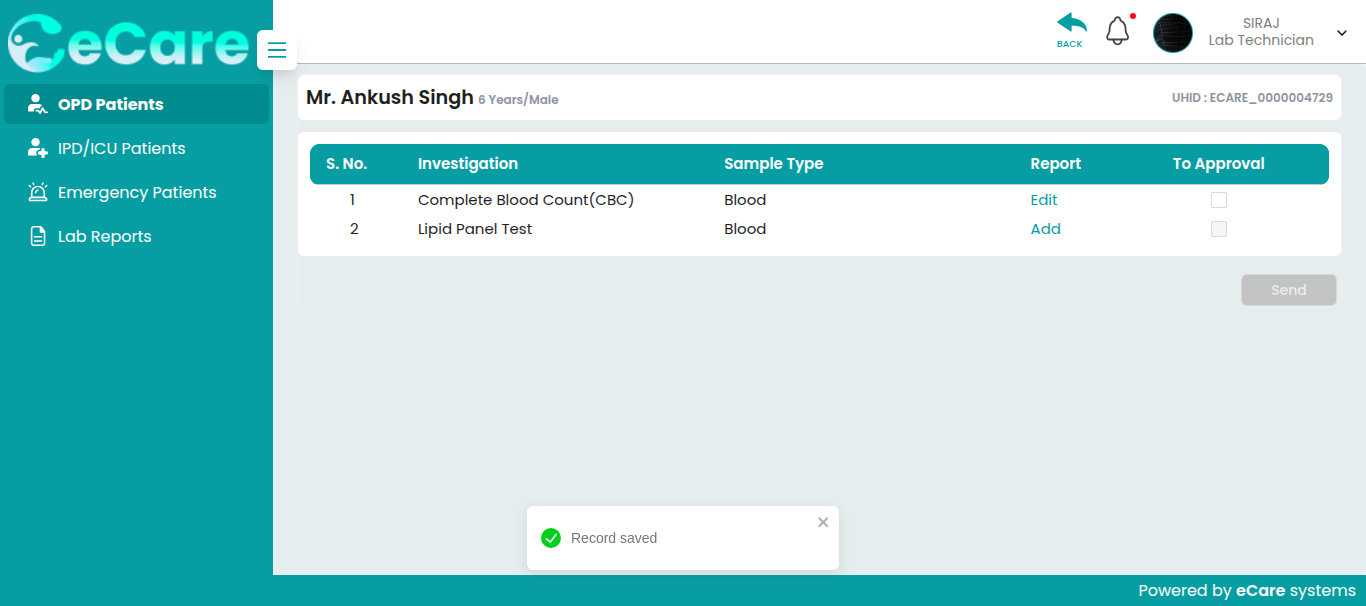 eCare
BACK
SIRAJ
Lab Technician
OPD Patients
IPD/ICU Patients
Emergency Patients
Lab Reports
Mr. Ankush Singh 6 Years/Male
UHID : ECARE_0000004729
S. No. Investigation Sample Type Report To Approval
1 Complete Blood Count(CBC) Blood Edit
2 Lipid Panel Test Blood Add
Send
Record saved
Powered by eCare systems